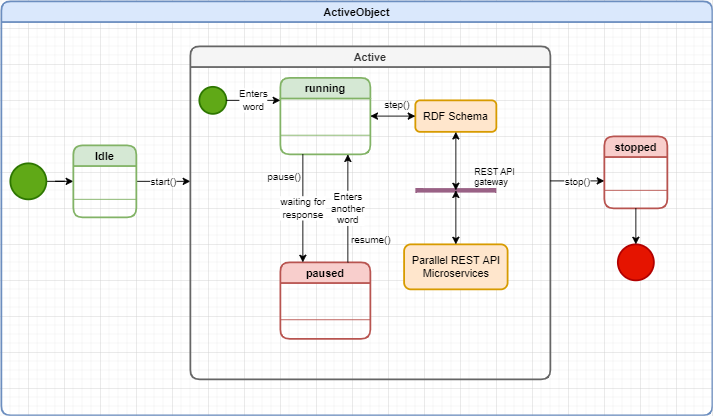 ActiveObject
Active
Enters
word
running
step()
RDF Schema
Idle
start()
pause()
waiting for
response
Enters
another
word
resume()
REST API
gateway
stop()
stopped
Parallel REST API
Microservices
paused